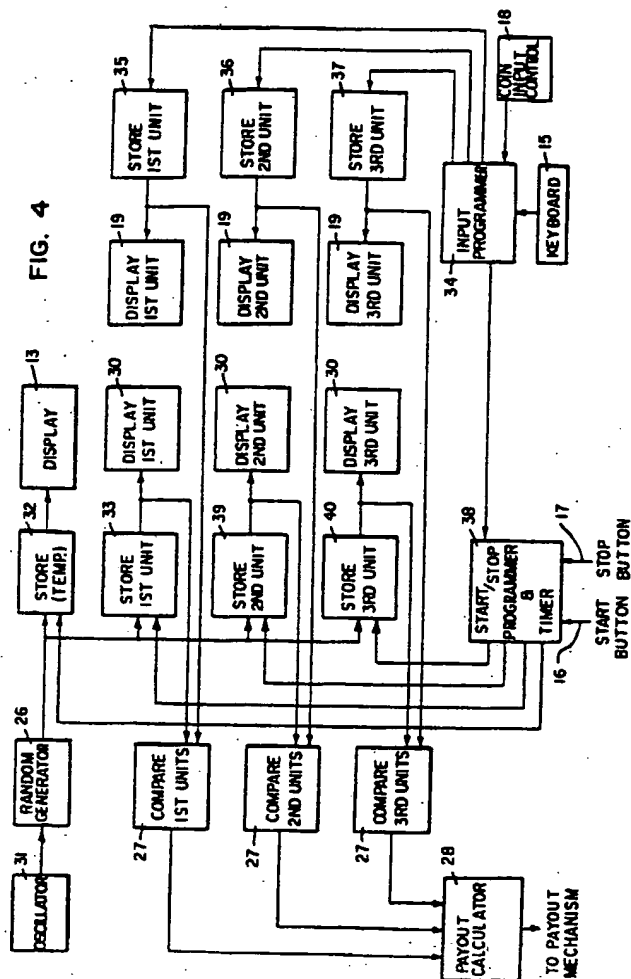 FIG. 4
31
OSCILLATOR
26
RANDOM
GENERATOR
32
STORE
(TEMP.)
13
DISPLAY
33
STORE
1ST UNIT
30
DISPLAY
1ST UNIT
19
DISPLAY
1ST UNIT
35
STORE
1ST UNIT
27
COMPARE
1ST UNITS
39
STORE
2ND UNIT
30
DISPLAY
2ND UNIT
19
DISPLAY
2ND UNIT
36
STORE
2ND UNIT
27
COMPARE
2ND UNITS
40
STORE
3RD UNIT
30
DISPLAY
3RD UNIT
19
DISPLAY
3RD UNIT
37
STORE
3RD UNIT
27
COMPARE
3RD UNITS
28
PAYOUT
CALCULATOR
TO PAYOUT
MECHANISM
38
START/STOP
PROGRAMMER
&
TIMER
16
START
BUTTON
17
STOP
BUTTON
34
INPUT
PROGRAMMER
18
COIN
INPUT
CONTROL
15
KEYBOARD